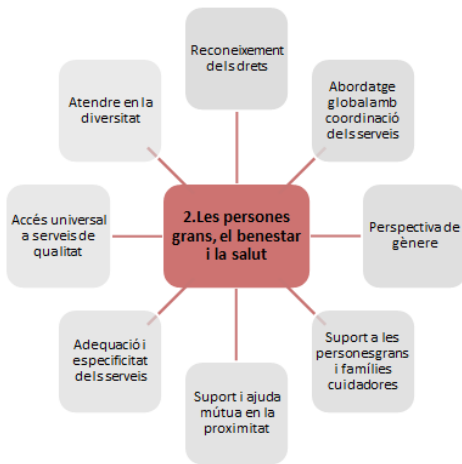 Reconeixement
dels drets
Abordatge
globalamb
coordinació
dels serveis
Perspectiva de
gènere
Suport a les
personesgrans
i famílies
cuidadores
Suport i ajuda
mútua en la
proximitat
Adequació i
especificitat
dels serveis
Accés universal
a serveis de
qualitat
Atendre en la
diversitat
2.Les persones
grans, el benestar
i la salut